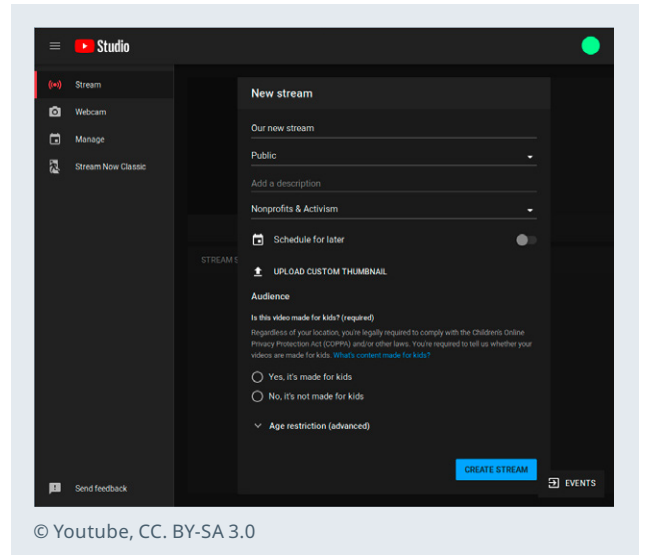 Studio
Stream
Webcam
Manage
Stream Now Classic
Send feedback
STREAM S
New stream
Our new stream
Public
Add a description
Nonprofits & Activism
Schedule for later
UPLOAD CUSTOM THUMBNAIL
Audience
Is this video made for kids? (required)
Regardless of your location, you're legally required to comply with the Children's Online
Privacy Protection Act (COPPA) and/or other laws. You're required to tell us whether your
videos are made for kids. What's content made for kids?
Yes, it's made for kids
No, it's not made for kids
Age restriction (advanced)
CREATE STREAM
EVENTS
© Youtube, CC. BY-SA 3.0